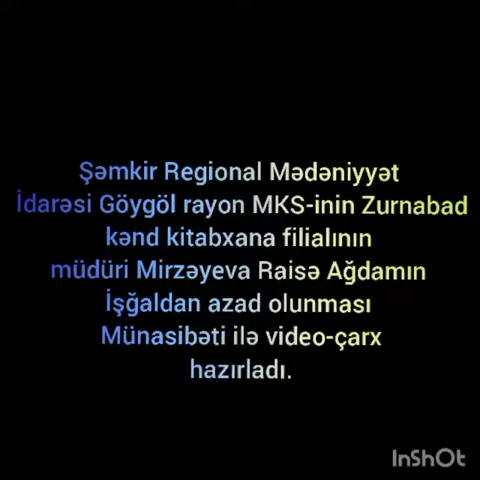 Şəmkir Regional Mədəniyyət
İdarəsi Göygöl rayon MKS-inin Zurnabad
kənd kitabxana filialının
müdüri Mirzəyeva Raisə Ağdamın
İşğaldan azad olunması
Münasibəti ilə video-çarx
hazırladı.
InShOt